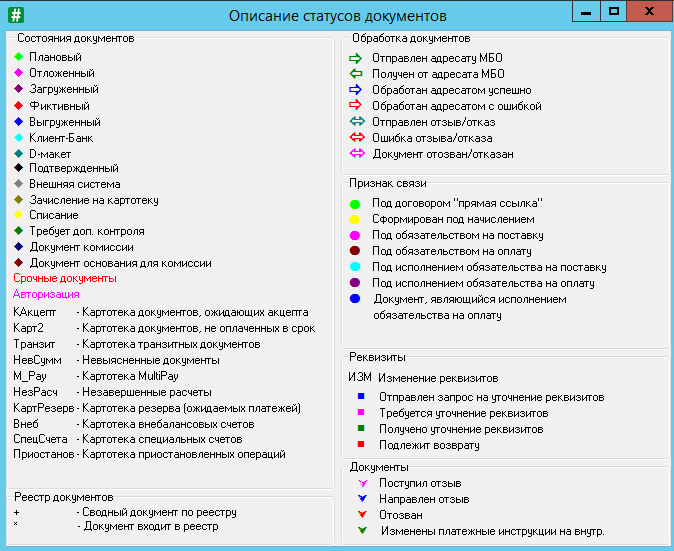 #
Описание статусов документов
Состояния документов
Плановый
Отложенный
Загруженный
Фиктивный
Выгруженный
Клиент-Банк
D-макет
Подтвержденный
Внешняя система
Зачисление на картотеку
Списание
Требует доп. контроля
Документ комиссии
Документ основания для комиссии
Срочные документы
Авторизация
КАкцепт - Картотека документов, ожидающих акцепта
Карт2 - Картотека документов, не оплаченных в срок
Транзит - Картотека транзитных документов
НевСумм - Невыясненные документы
M_Pay - Картотека MultiPay
НезРасч - Незавершенные расчеты
КартРезерв - Картотека резерва (ожидаемых платежей)
Внеб - Картотека внебалансовых счетов
СпецСчета - Картотека специальных счетов
Приостанов - Картотека приостановленных операций
Реестр документов
+ - Сводный документ по реестру
* - Документ входит в реестр
Обработка документов
Отправлен адресату МБО
Получен от адресата МБО
Обработан адресатом успешно
Обработан адресатом с ошибкой
Отправлен отзыв/отказ
Ошибка отзыва/отказа
Документ отозван/отказан
Признак связи
Под договором "прямая ссылка"
Сформирован под начислением
Под обязательством на поставку
Под обязательством на оплату
Под исполнением обязательства на поставку
Под исполнением обязательства на оплату
Документ, являющийся исполнением
обязательства на оплату
Реквизиты
ИЗМ Изменение реквизитов
Отправлен запрос на уточнение реквизитов
Требуется уточнение реквизитов
Получено уточнение реквизитов
Подлежит возврату
Документы
Поступил отзыв
Направлен отзыв
Отозван
Изменены платежные инструкции на внутр.